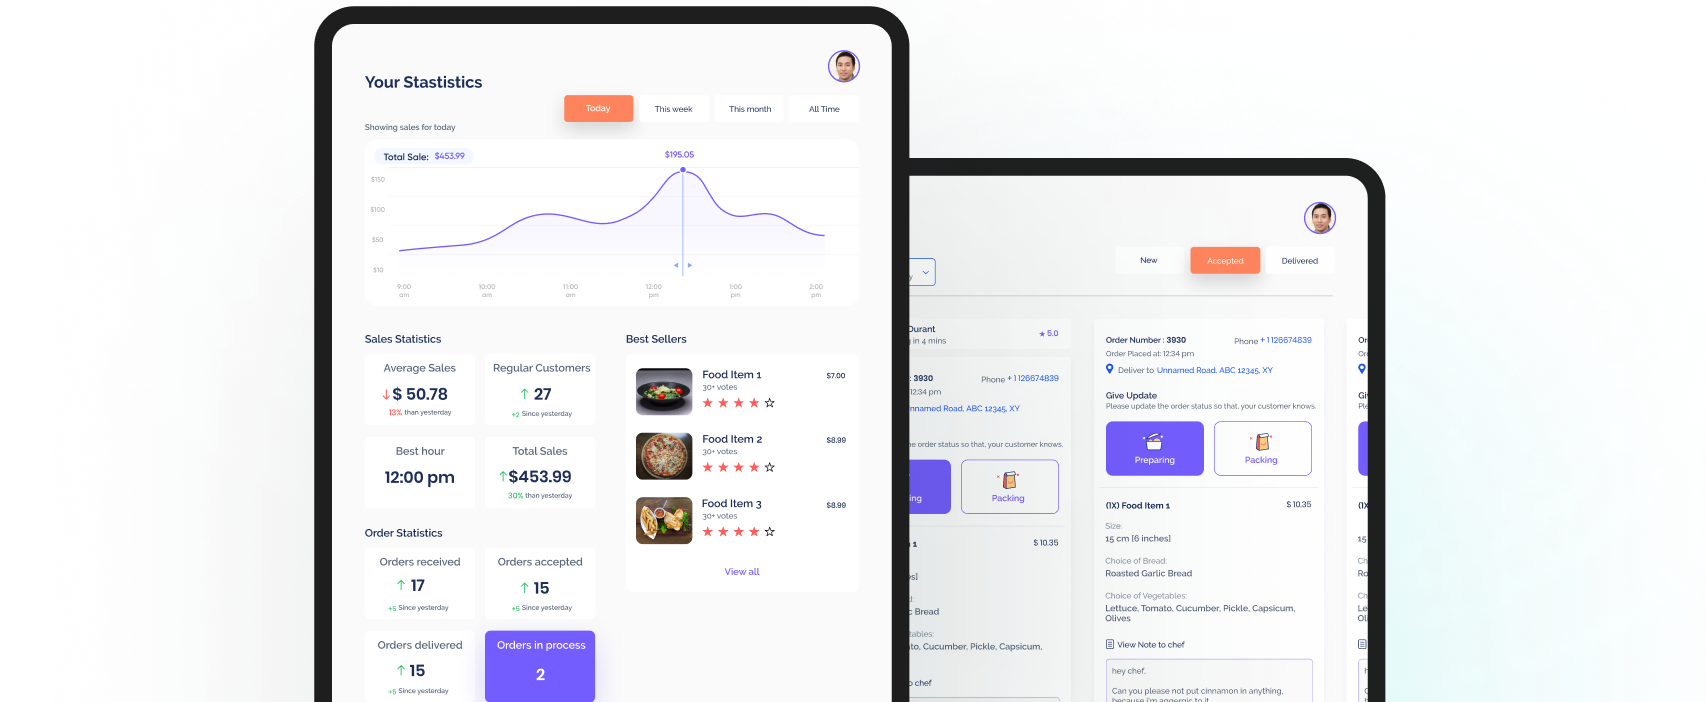 Your Stastistics
Today
This week
This month
All Time
Showing sales for today
Total Sale: $453.99
$195.05
$150
$100
$50
$10
9:00 am
10:00 am
11:00 am
12:00 pm
1:00 pm
2:00 pm
Sales Statistics
Average Sales
$ 50.78
13% than yesterday
Regular Customers
27
+2 Since yesterday
Best hour
12:00 pm
Total Sales
$453.99
30% than yesterday
Order Statistics
Orders received
17
+5 Since yesterday
Orders accepted
15
+5 Since yesterday
Orders delivered
15
+5 Since yesterday
Orders in process
2
Best Sellers
Food Item 1
$7.00
30+ votes
Food Item 2
$8.99
30+ votes
Food Item 3
$8.99
30+ votes
View all
New
Accepted
Delivered
y
Durant
5.0
g in 4 mins
: 3930
Phone +1126674839
12:34 pm
nnamed Road, ABC 12345, XY
he order status so that, your customer knows.
ing
Packing
1
$ 10.35
es]
d:
c Bread
tables:
to, Cucumber, Pickle, Capsicum,
o chef
Order Number : 3930
Phone +1126674839
Order Placed at: 12:34 pm
Deliver to Unnamed Road, ABC 12345, XY
Give Update
Please update the order status so that, your customer knows.
Preparing
Packing
(1X) Food Item 1
$ 10.35
Size:
15 cm [6 inches]
Choice of Bread:
Roasted Garlic Bread
Choice of Vegetables:
Lettuce, Tomato, Cucumber, Pickle, Capsicum,
Olives
View Note to chef
hey chef,
Can you please not put cinnamon in anything,
because i'm aggergic to it
Or
Or
Gi
Ple
(1X
15
Ch
Ro
Ch
Le
Oli
h